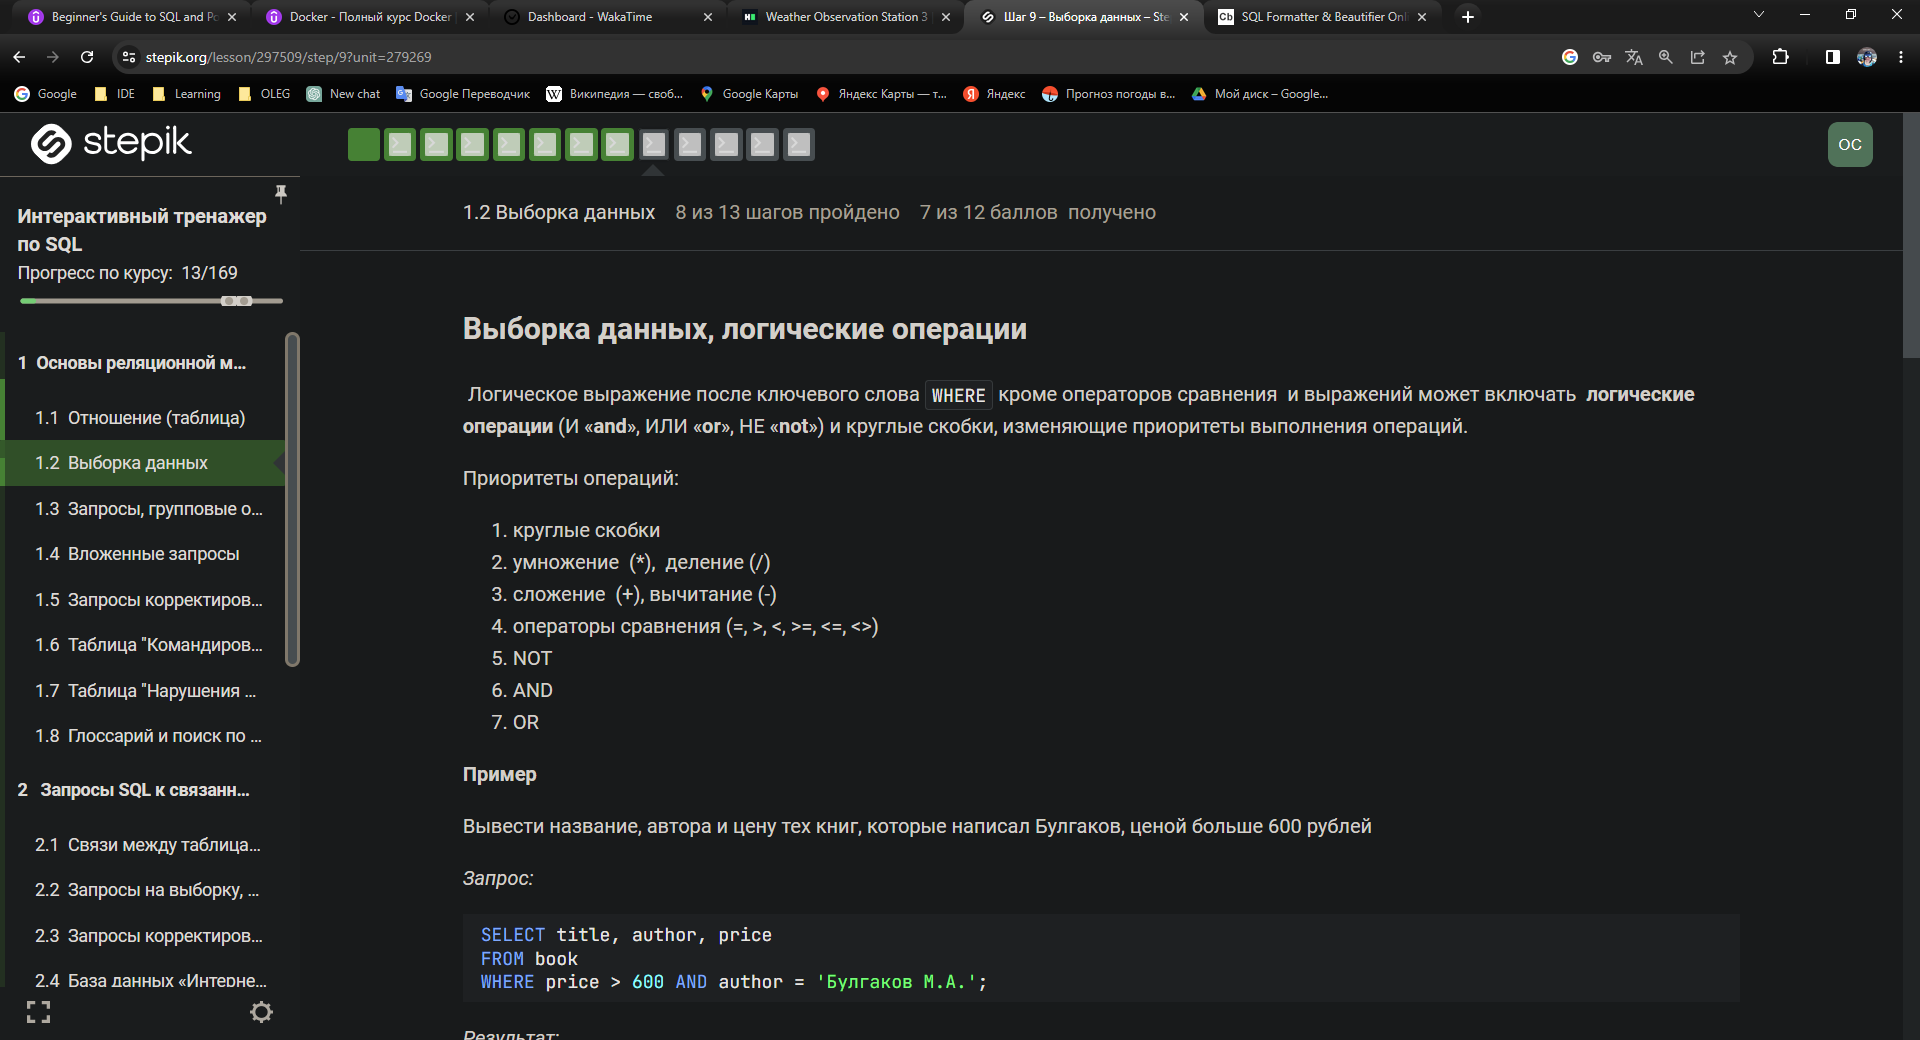 Beginner's Guide to SQL and Po
Docker - Полный курс Docker
Dashboard - WakaTime
Weather Observation Station 3
Шаг 9 – Выборка данных – Ste
SQL Formatter & Beautifier Onli
stepik.org/lesson/297509/step/9?unit=279269
Google
IDE
Learning
OLEG
New chat
Google Переводчик
Википедия — своб...
Google Карты
Яндекс Карты — т...
Яндекс
Прогноз погоды в...
Мой диск – Google...
stepik
OC
Интерактивный тренажер
по SQL
Прогресс по курсу: 13/169
1 Основы реляционной м...
1.1 Отношение (таблица)
1.2 Выборка данных
1.3 Запросы, групповые о...
1.4 Вложенные запросы
1.5 Запросы корректиров...
1.6 Таблица "Командиров...
1.7 Таблица "Нарушения ...
1.8 Глоссарий и поиск по ...
2 Запросы SQL к связанн...
2.1 Связи между таблица...
2.2 Запросы на выборку, ...
2.3 Запросы корректиров...
2.4 База данных «Интерне...
1.2 Выборка данных 8 из 13 шагов пройдено 7 из 12 баллов получено
Выборка данных, логические операции
Логическое выражение после ключевого слова WHERE кроме операторов сравнения и выражений может включать логические
операции (И «and», ИЛИ «or», НЕ «not») и круглые скобки, изменяющие приоритеты выполнения операций.
Приоритеты операций:
1. круглые скобки
2. умножение (*), деление (/)
3. сложение (+), вычитание (-)
4. операторы сравнения (=, >, <, >=, <=, <>)
5. NOT
6. AND
7. OR
Пример
Вывести название, автора и цену тех книг, которые написал Булгаков, ценой больше 600 рублей
Запрос:
SELECT title, author, price
FROM book
WHERE price > 600 AND author = 'Булгаков М.А.';
Результат: